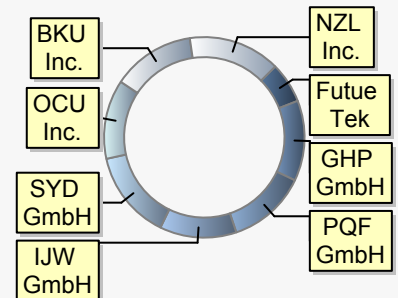 BKU
Inc.
NZL
Inc.
OCU
Inc.
Futue
Tek
GHP
GmbH
SYD
GmbH
PQF
GmbH
IJW
GmbH